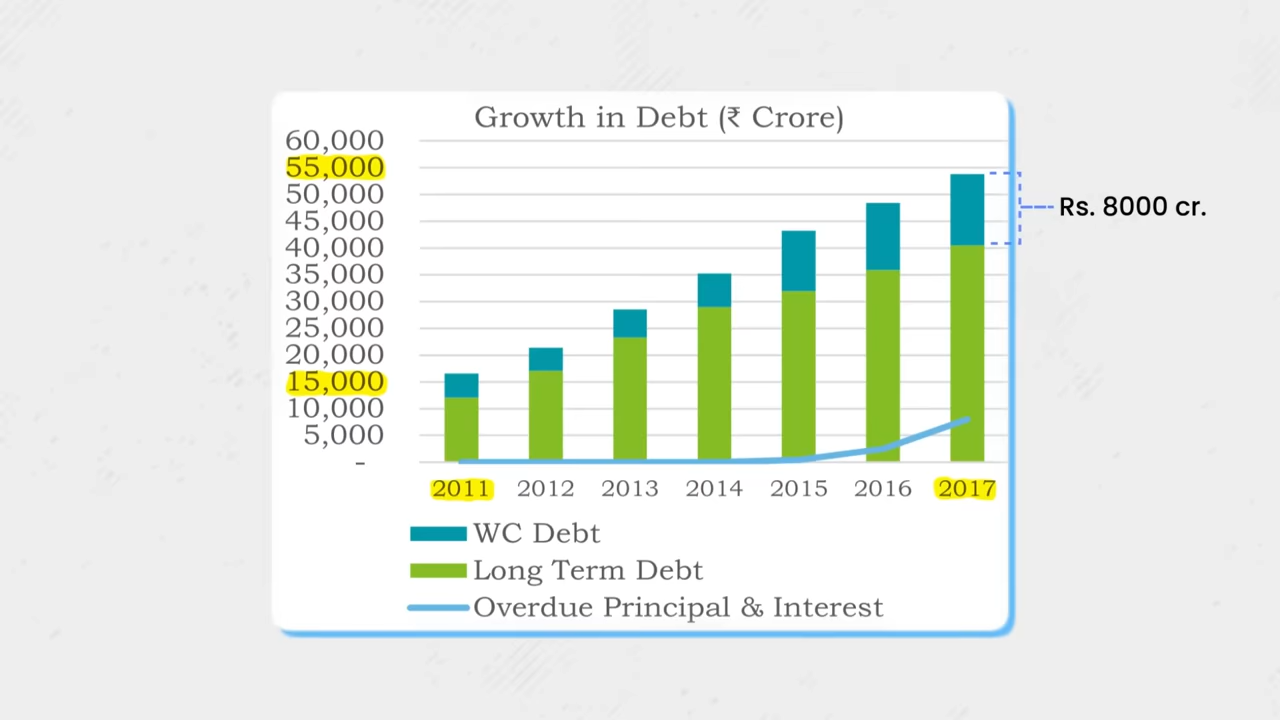 Growth in Debt (₹ Crore)
60,000
55,000
50,000
45,000
40,000
35,000
30,000
25,000
20,000
15,000
10,000
5,000
-
Rs. 8000 cr.
2011 2012 2013 2014 2015 2016 2017
WC Debt
Long Term Debt
Overdue Principal & Interest